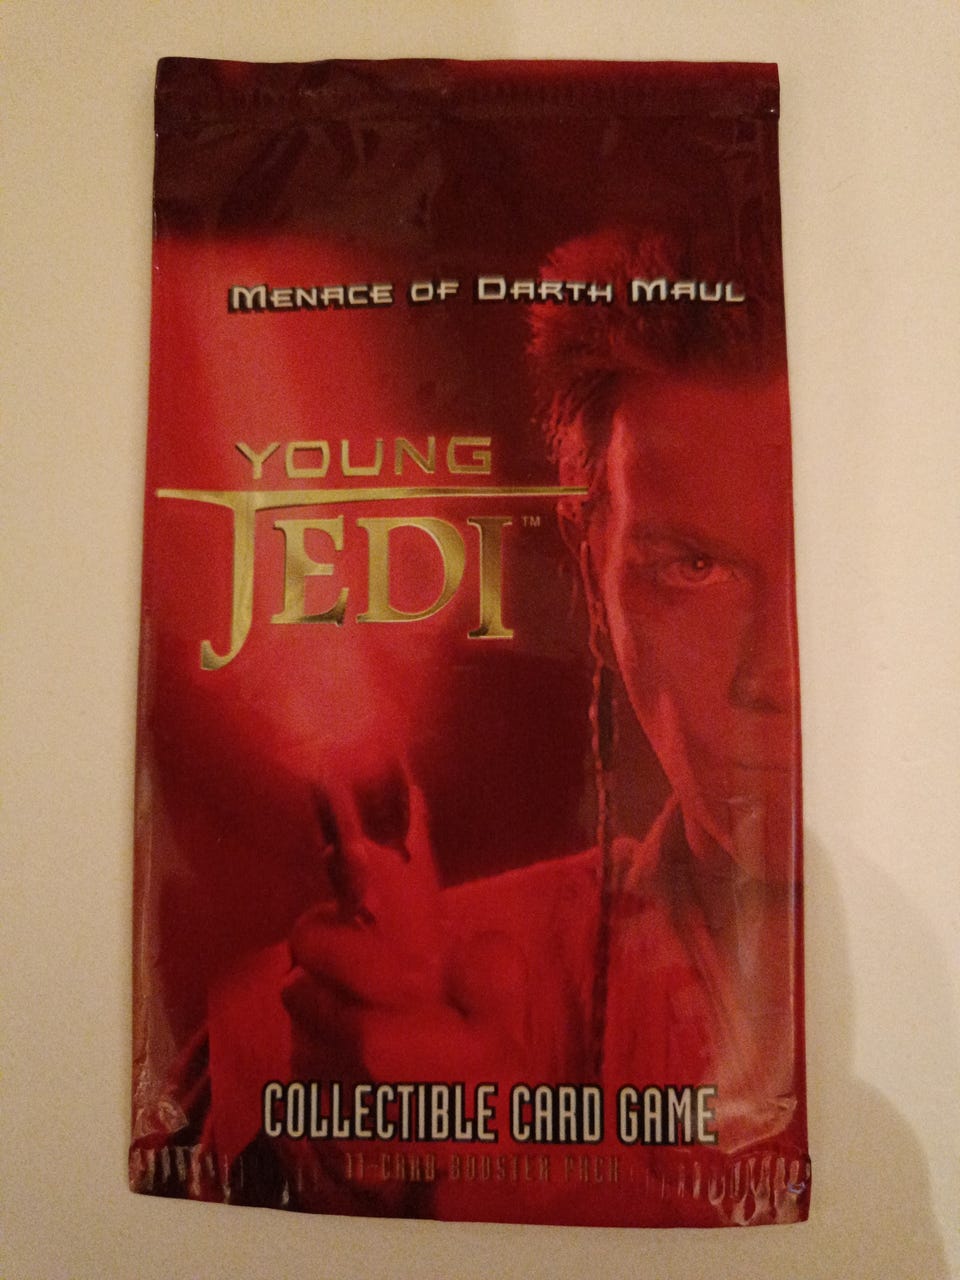 MENACE OF DARTH MAUL
YOUNG
JEDI™
COLLECTIBLE CARD GAME
11-CARD BOOSTER PACK